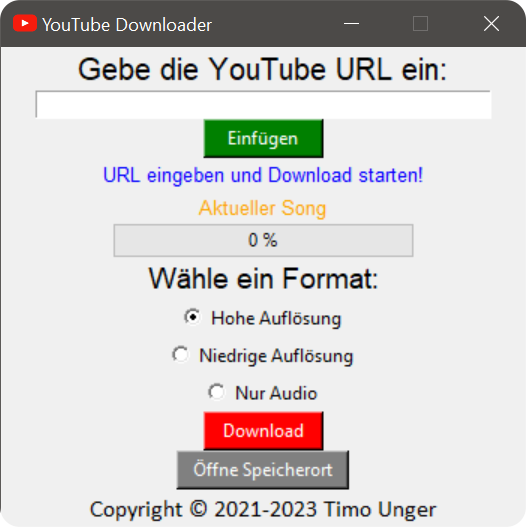 YouTube Downloader
Gebe die YouTube URL ein:
Einfügen
URL eingeben und Download starten!
Aktueller Song
0 %
Wähle ein Format:
Hohe Auflösung
Niedrige Auflösung
Nur Audio
Download
Öffne Speicherort
Copyright © 2021-2023 Timo Unger